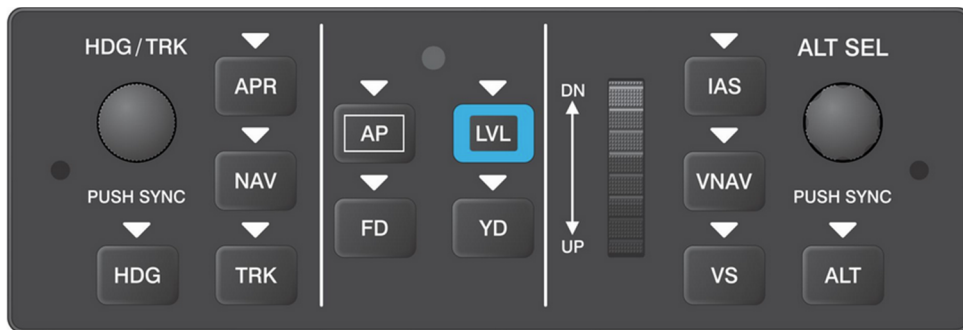 HDG/TRK
APR
NAV
PUSH SYNC
HDG
TRK
AP
LVL
FD
YD
DN
UP
IAS
VNAV
VS
ALT SEL
PUSH SYNC
ALT